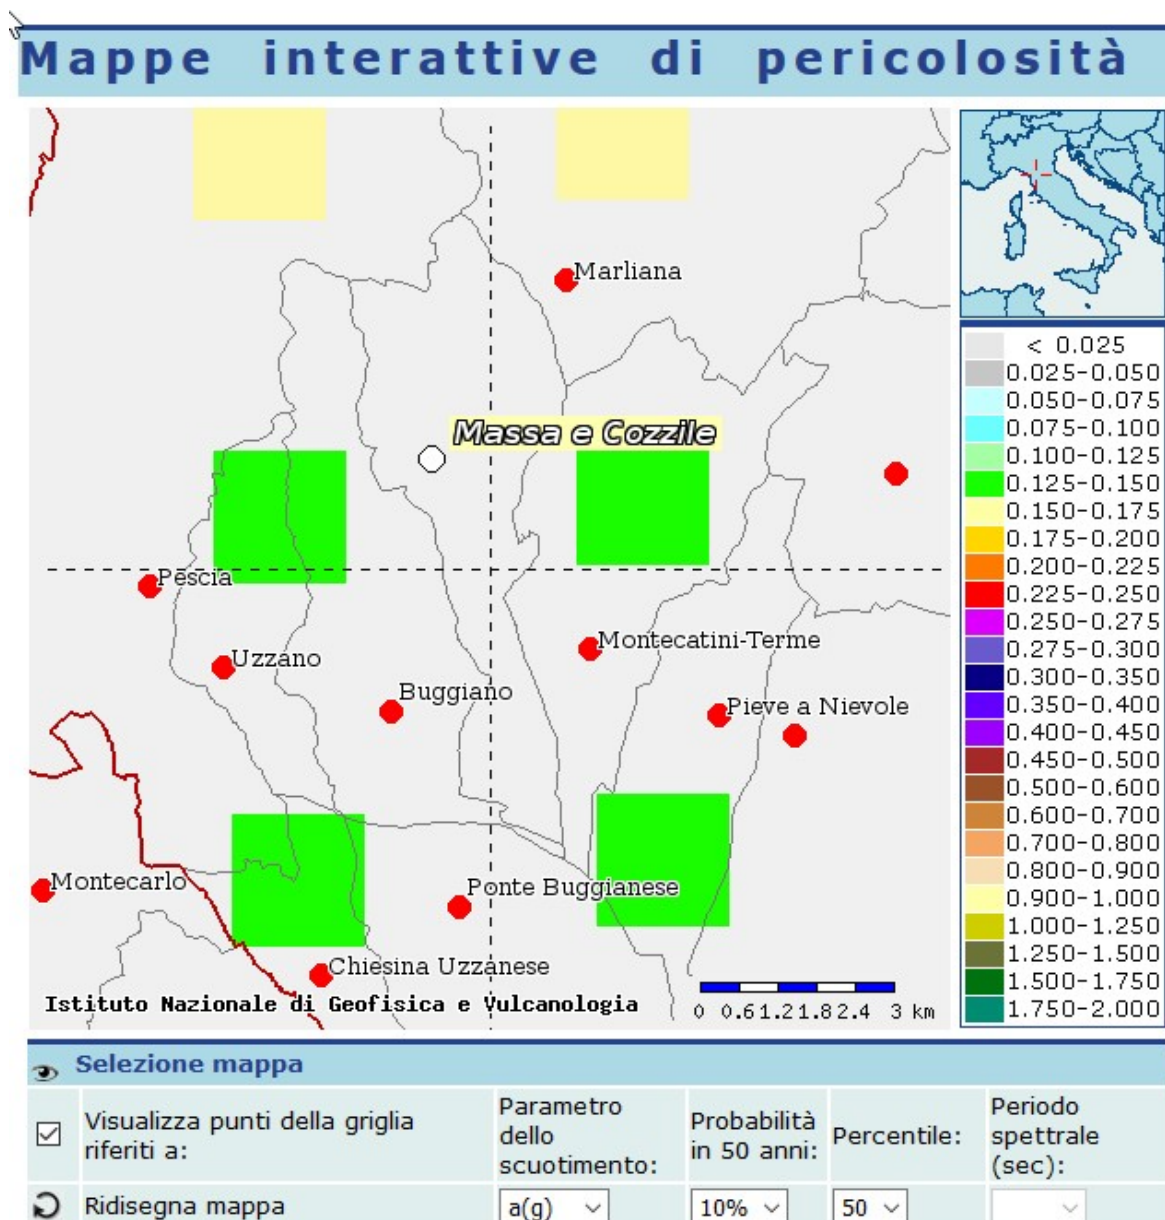 Mappe interattive di pericolosità
Marliana
Massa e Cozzile
Pescia
Uzzano
Montecatini-Terme
Buggiano
Pieve a Nievole
Montecarlo
Ponte Buggianese
Chiesina Uzzanese
Istituto Nazionale di Geofisica e Vulcanologia
0 0.6 1.2 1.8 2.4 3 km
< 0.025
0.025-0.050
0.050-0.075
0.075-0.100
0.100-0.125
0.125-0.150
0.150-0.175
0.175-0.200
0.200-0.225
0.225-0.250
0.250-0.275
0.275-0.300
0.300-0.350
0.350-0.400
0.400-0.450
0.450-0.500
0.500-0.600
0.600-0.700
0.700-0.800
0.800-0.900
0.900-1.000
1.000-1.250
1.250-1.500
1.500-1.750
1.750-2.000
Selezione mappa
Visualizza punti della griglia
riferiti a:
Parametro
dello
scuotimento:
Probabilità
in 50 anni:
Percentile:
Periodo
spettrale
(sec):
Ridisegna mappa
a(g)
10%
50